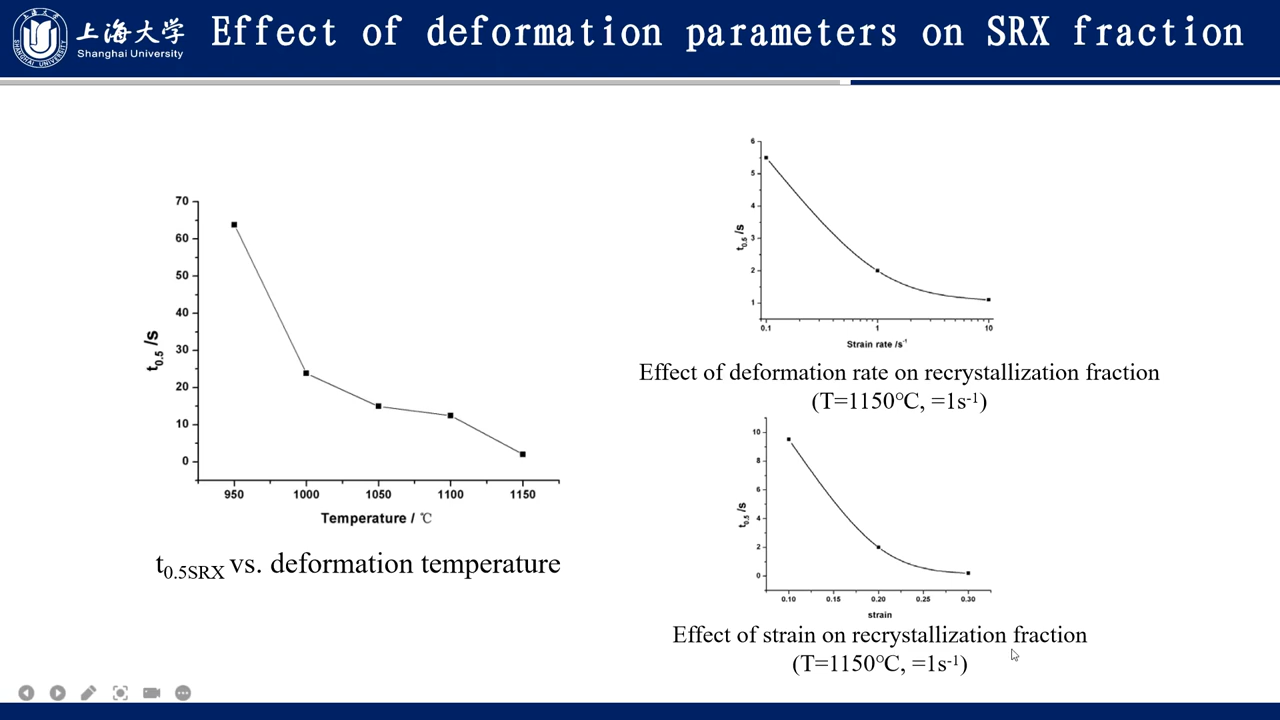 上海大学
Shanghai University
SHANGHAI UNIVERSITY
Effect of deformation parameters on SRX fraction
70
60
50
40
30
20
10
0
t0.5 /s
950 1000 1050 1100 1150
Temperature / ℃
t0.5SRX vs. deformation temperature
6
5
4
3
2
1
t0.5 /s
0.1 1 10
Strain rate /s-1
Effect of deformation rate on recrystallization fraction
(T=1150℃, =1s-1)
10
8
6
4
2
0
t0.5 /s
0.10 0.15 0.20 0.25 0.30
strain
Effect of strain on recrystallization fraction
(T=1150℃, =1s-1)